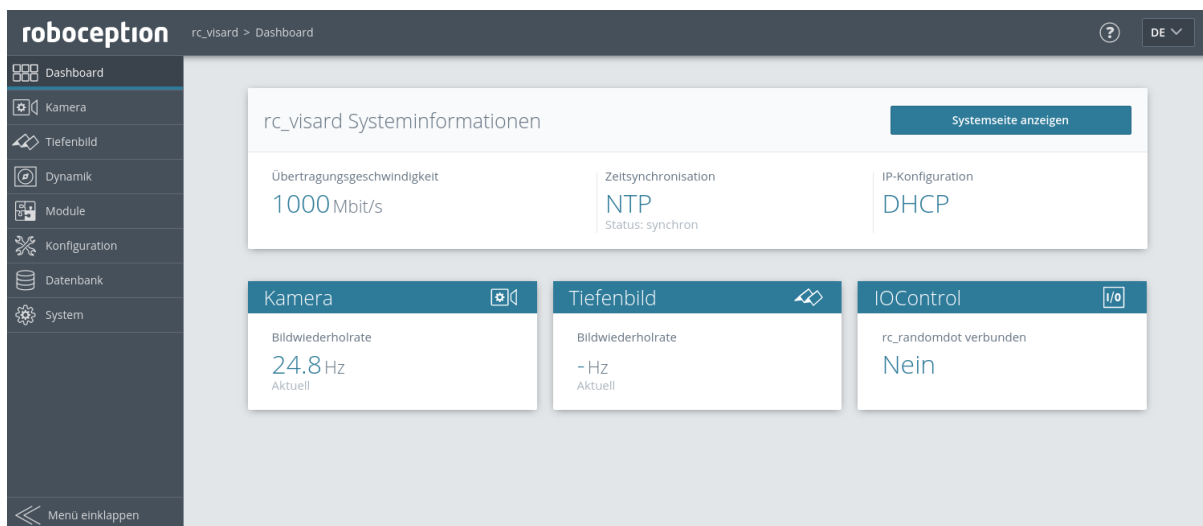 roboception
rc_visard > Dashboard
?
DE
Dashboard
Kamera
Tiefenbild
Dynamik
Module
Konfiguration
Datenbank
System
Menü einklappen
rc_visard Systeminformationen
Systemseite anzeigen
Übertragungsgeschwindigkeit
1000 Mbit/s
Zeitsynchronisation
NTP
Status: synchron
IP-Konfiguration
DHCP
Kamera
Bildwiederholrate
24.8 Hz
Aktuell
Tiefenbild
Bildwiederholrate
- Hz
Aktuell
IOControl
I/O
rc_randomdot verbunden
Nein